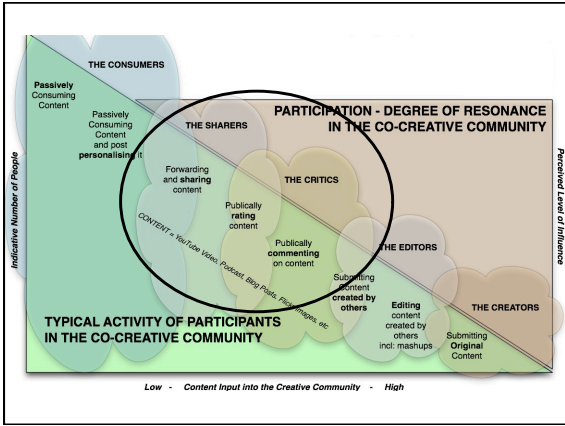 THE CONSUMERS
Passively
Consuming
Content
Passively
Consuming
Content
and post
personalising it
PARTICIPATION - DEGREE OF RESONANCE
IN THE CO-CREATIVE COMMUNITY
THE SHARERS
Forwarding
and sharing
content
THE CRITICS
Publically
rating
content
Publically
commenting
on content
CONTENT = YouTube Video, Podcast, Blog Posts, Flickr Images, etc
THE EDITORS
Submitting
Content
created by
others
Editing
content
created by
others
incl: mashups
THE CREATORS
Submitting
Original
Content
TYPICAL ACTIVITY OF PARTICIPANTS
IN THE CO-CREATIVE COMMUNITY
Indicative Number of People
Perceived Level of Influence
Low - Content Input into the Creative Community - High